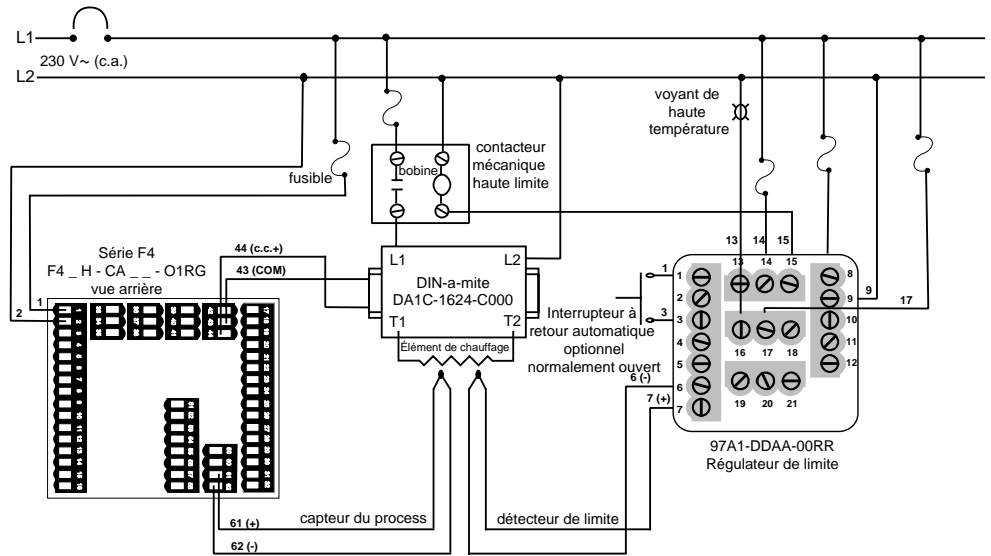 L1
230 V~ (c.a.)
L2
fusible
bobine
contacteur
mécanique
haute limite
voyant de
haute
température
Série F4
F4 _ H - CA _ _ - O1RG
vue arrière
1
2
44 (c.c.+)
43 (COM)
L1
L2
DIN-a-mite
DA1C-1624-C000
T1
T2
Élément de chauffage
Interrupteur à
retour automatique
optionnel
normalement ouvert
1
3
6 (-)
7 (+)
13
14
15
13
14
15
9
17
1
2
3
4
5
6
7
8
9
10
11
12
16
17
18
19
20
21
97A1-DDAA-00RR
Régulateur de limite
61 (+)
capteur du process
détecteur de limite
62 (-)